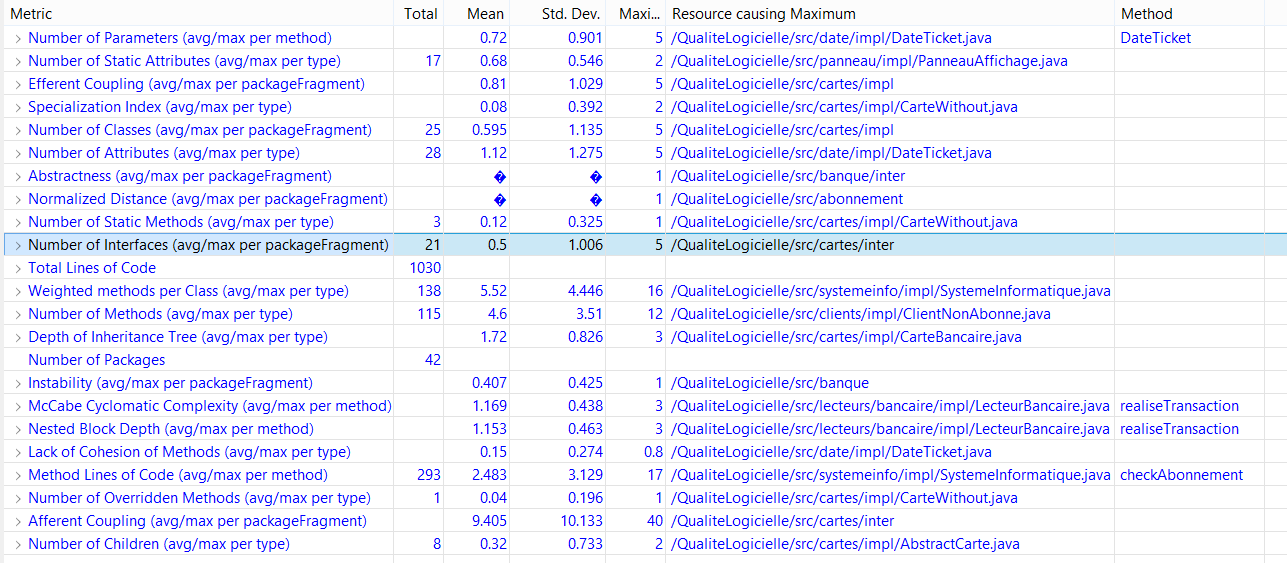 Metric Total Mean Std. Dev. Maxi... Resource causing Maximum Method
Number of Parameters (avg/max per method) 0.72 0.901 5 /QualiteLogicielle/src/date/impl/DateTicket.java DateTicket
Number of Static Attributes (avg/max per type) 17 0.68 0.546 2 /QualiteLogicielle/src/panneau/impl/PanneauAffichage.java
Efferent Coupling (avg/max per packageFragment) 0.81 1.029 5 /QualiteLogicielle/src/cartes/impl
Specialization Index (avg/max per type) 0.08 0.392 2 /QualiteLogicielle/src/cartes/impl/CarteWithout.java
Number of Classes (avg/max per packageFragment) 25 0.595 1.135 5 /QualiteLogicielle/src/cartes/impl
Number of Attributes (avg/max per type) 28 1.12 1.275 5 /QualiteLogicielle/src/date/impl/DateTicket.java
Abstractness (avg/max per packageFragment) � � 1 /QualiteLogicielle/src/banque/inter
Normalized Distance (avg/max per packageFragment) � � 1 /QualiteLogicielle/src/abonnement
Number of Static Methods (avg/max per type) 3 0.12 0.325 1 /QualiteLogicielle/src/cartes/impl/CarteWithout.java
Number of Interfaces (avg/max per packageFragment) 21 0.5 1.006 5 /QualiteLogicielle/src/cartes/inter
Total Lines of Code 1030
Weighted methods per Class (avg/max per type) 138 5.52 4.446 16 /QualiteLogicielle/src/systemeinfo/impl/SystemeInformatique.java
Number of Methods (avg/max per type) 115 4.6 3.51 12 /QualiteLogicielle/src/clients/impl/ClientNonAbonne.java
Depth of Inheritance Tree (avg/max per type) 1.72 0.826 3 /QualiteLogicielle/src/cartes/impl/CarteBancaire.java
Number of Packages 42
Instability (avg/max per packageFragment) 0.407 0.425 1 /QualiteLogicielle/src/banque
McCabe Cyclomatic Complexity (avg/max per method) 1.169 0.438 3 /QualiteLogicielle/src/lecteurs/bancaire/impl/LecteurBancaire.java realiseTransaction
Nested Block Depth (avg/max per method) 1.153 0.463 3 /QualiteLogicielle/src/lecteurs/bancaire/impl/LecteurBancaire.java realiseTransaction
Lack of Cohesion of Methods (avg/max per type) 0.15 0.274 0.8 /QualiteLogicielle/src/date/impl/DateTicket.java
Method Lines of Code (avg/max per method) 293 2.483 3.129 17 /QualiteLogicielle/src/systemeinfo/impl/SystemeInformatique.java checkAbonnement
Number of Overridden Methods (avg/max per type) 1 0.04 0.196 1 /QualiteLogicielle/src/cartes/impl/CarteWithout.java
Afferent Coupling (avg/max per packageFragment) 9.405 10.133 40 /QualiteLogicielle/src/cartes/inter
Number of Children (avg/max per type) 8 0.32 0.733 2 /QualiteLogicielle/src/cartes/impl/AbstractCarte.java